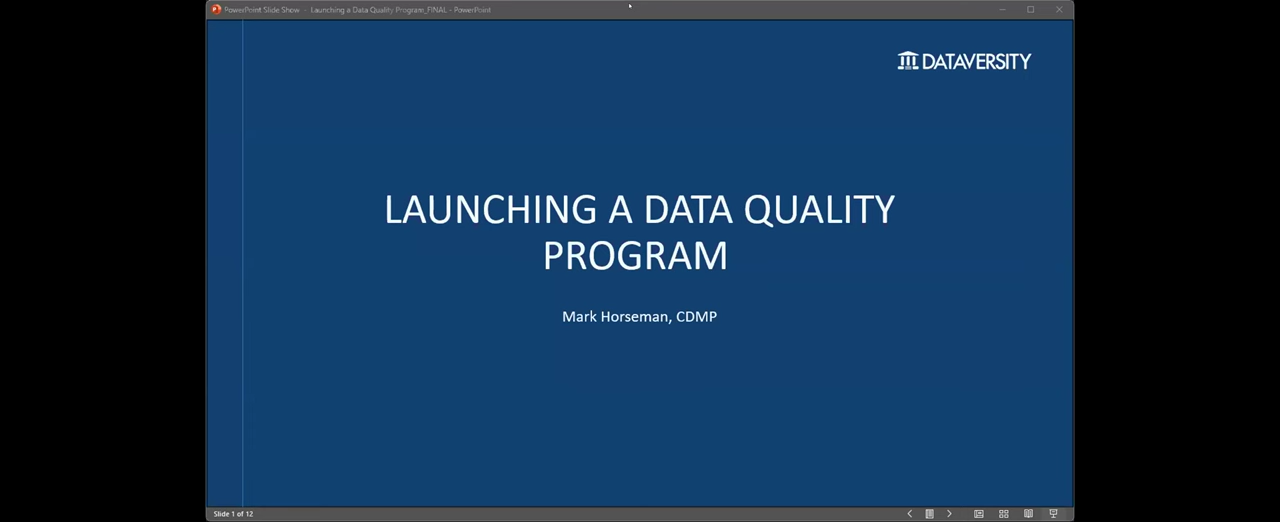 PowerPoint Slide Show - Launching a Data Quality Program_FINAL - PowerPoint
DATAVERSITY
LAUNCHING A DATA QUALITY
PROGRAM
Mark Horseman, CDMP
Slide 1 of 12